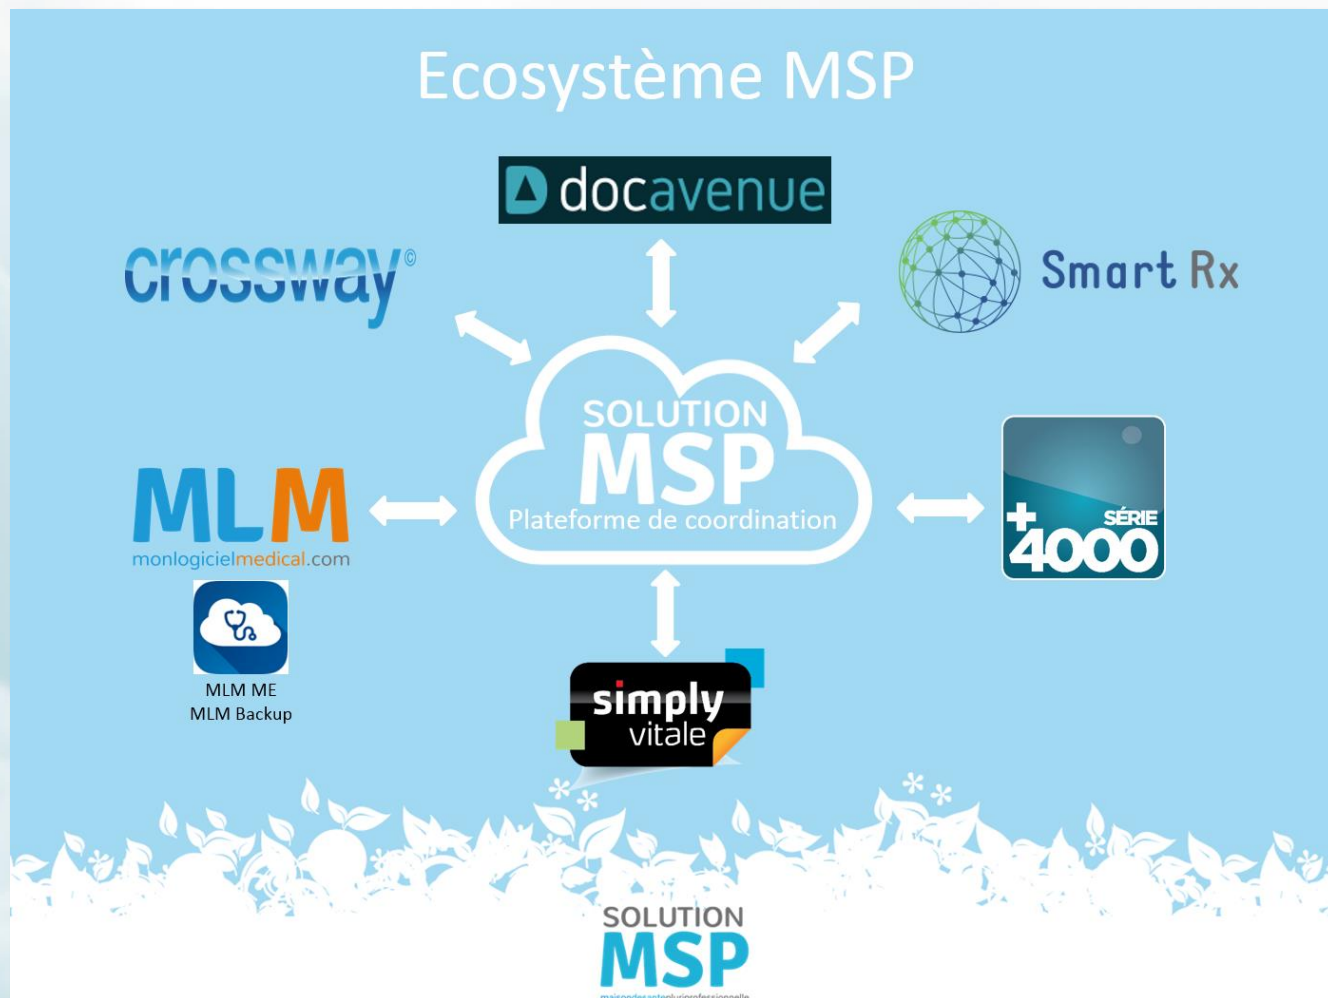 Ecosystème MSP
docavenue
crossway©
Smart Rx
SOLUTION
MSP
Plateforme de coordination
MLM
monlogicielmedical.com
+4000
SÉRIE
MLM ME
MLM Backup
simply
vitale
SOLUTION
MSP
maisondesantepluriprofessionnelle